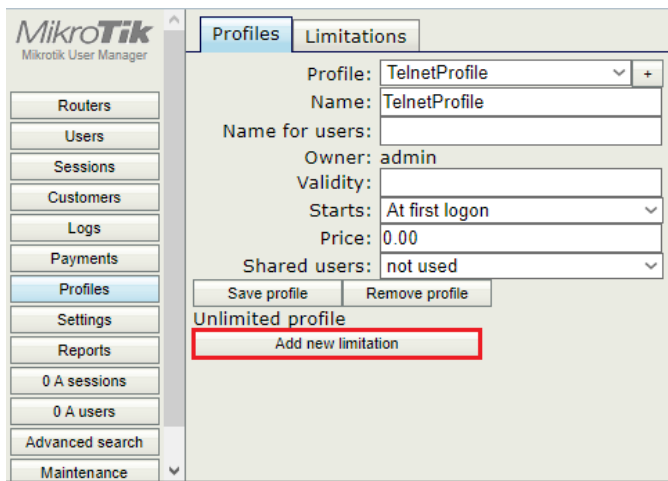 MikroTik
Mikrotik User Manager
Routers
Users
Sessions
Customers
Logs
Payments
Profiles
Settings
Reports
0 A sessions
0 A users
Advanced search
Maintenance
Profiles Limitations
Profile: TelnetProfile +
Name: TelnetProfile
Name for users:
Owner: admin
Validity:
Starts: At first logon
Price: 0.00
Shared users: not used
Save profile Remove profile
Unlimited profile
Add new limitation